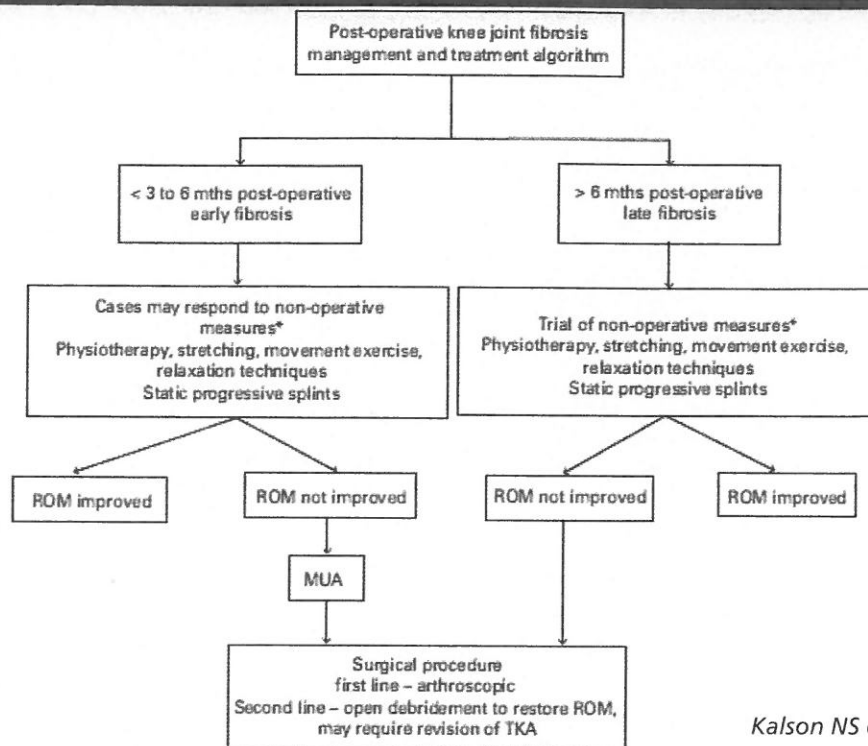 Post-operative knee joint fibrosis
management and treatment algorithm
< 3 to 6 mths post-operative
early fibrosis
> 6 mths post-operative
late fibrosis
Cases may respond to non-operative
measures*
Physiotherapy, stretching, movement exercise,
relaxation techniques
Static progressive splints
Trial of non-operative measures*
Physiotherapy, stretching, movement exercise,
relaxation techniques
Static progressive splints
ROM improved
ROM not improved
ROM not improved
ROM improved
MUA
Surgical procedure
first line – arthroscopic
Second line – open debridement to restore ROM,
may require revision of TKA
Kalson NS